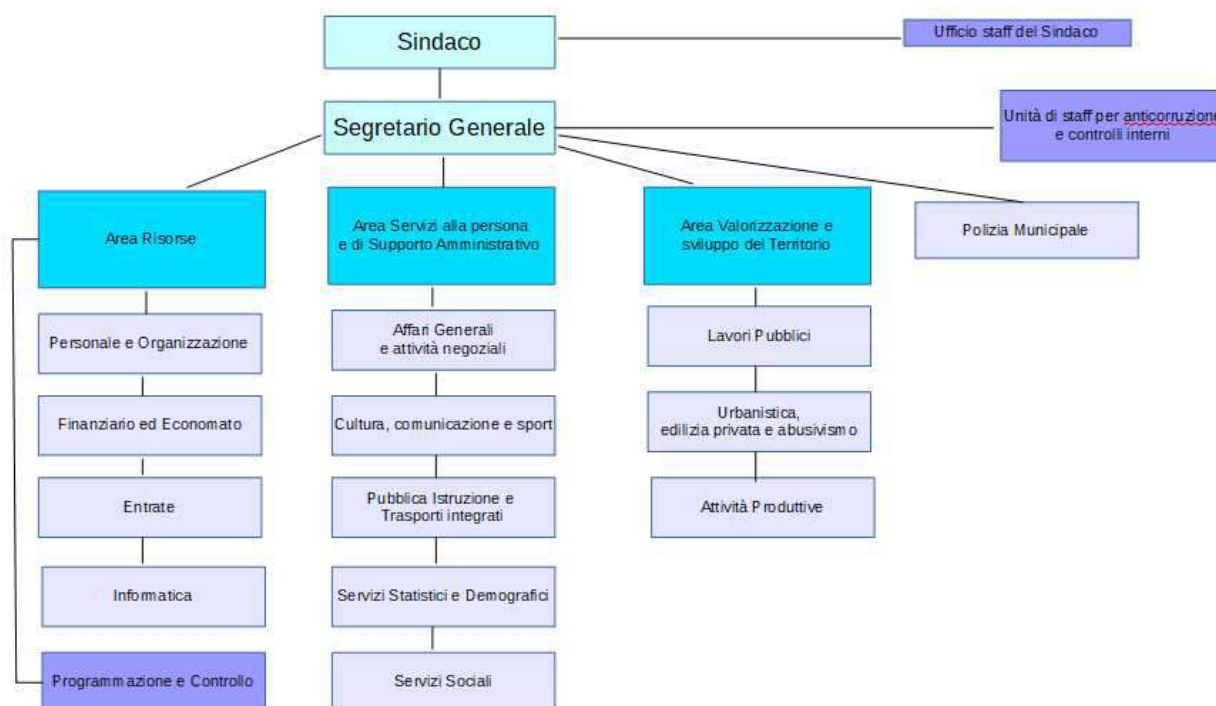 Sindaco
Ufficio staff del Sindaco
Segretario Generale
Unità di staff per anticorruzione
e controlli interni
Area Risorse
Area Servizi alla persona
e di Supporto Amministrativo
Area Valorizzazione e
sviluppo del Territorio
Polizia Municipale
Personale e Organizzazione
Affari Generali
e attività negoziali
Lavori Pubblici
Finanziario ed Economato
Cultura, comunicazione e sport
Urbanistica,
edilizia privata e abusivismo
Entrate
Pubblica Istruzione e
Trasporti integrati
Attività Produttive
Informatica
Servizi Statistici e Demografici
Programmazione e Controllo
Servizi Sociali